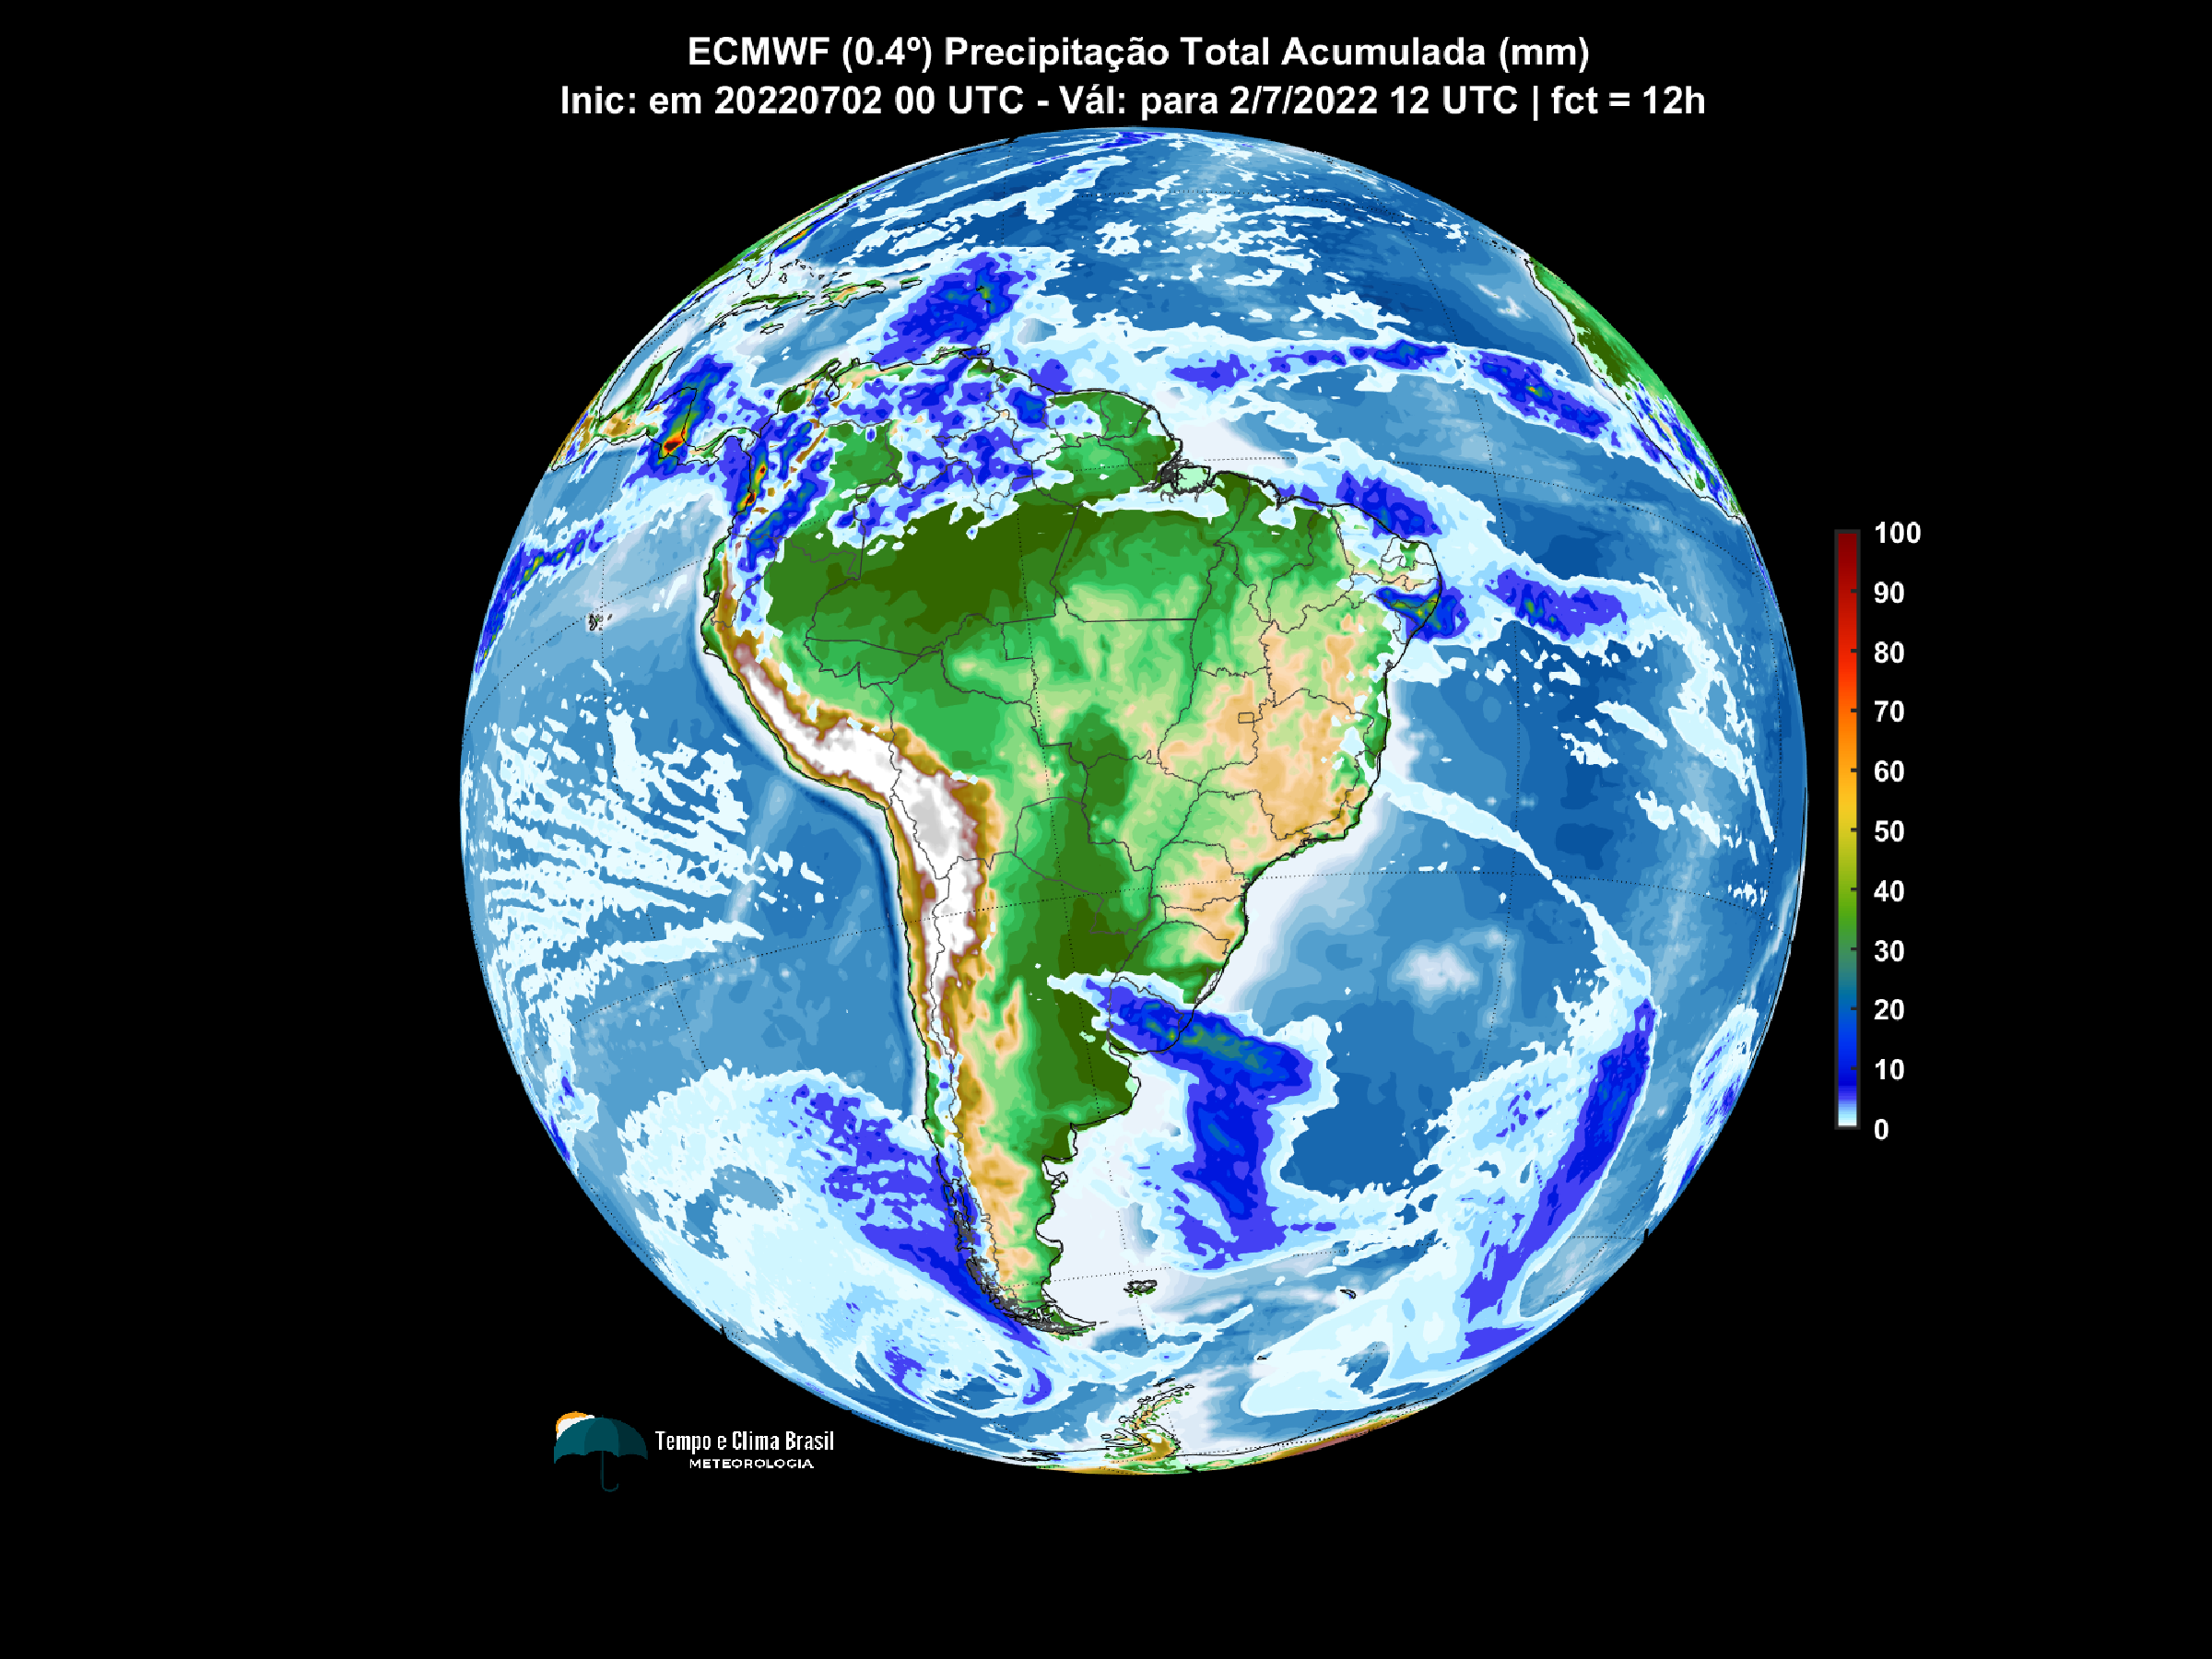 ECMWF (0.4º) Precipitação Total Acumulada (mm)
Inic: em 20220702 00 UTC - Vál: para 2/7/2022 12 UTC | fct = 12h
100
90
80
70
60
50
40
30
20
10
0
Tempo e Clima Brasil
METEOROLOGIA